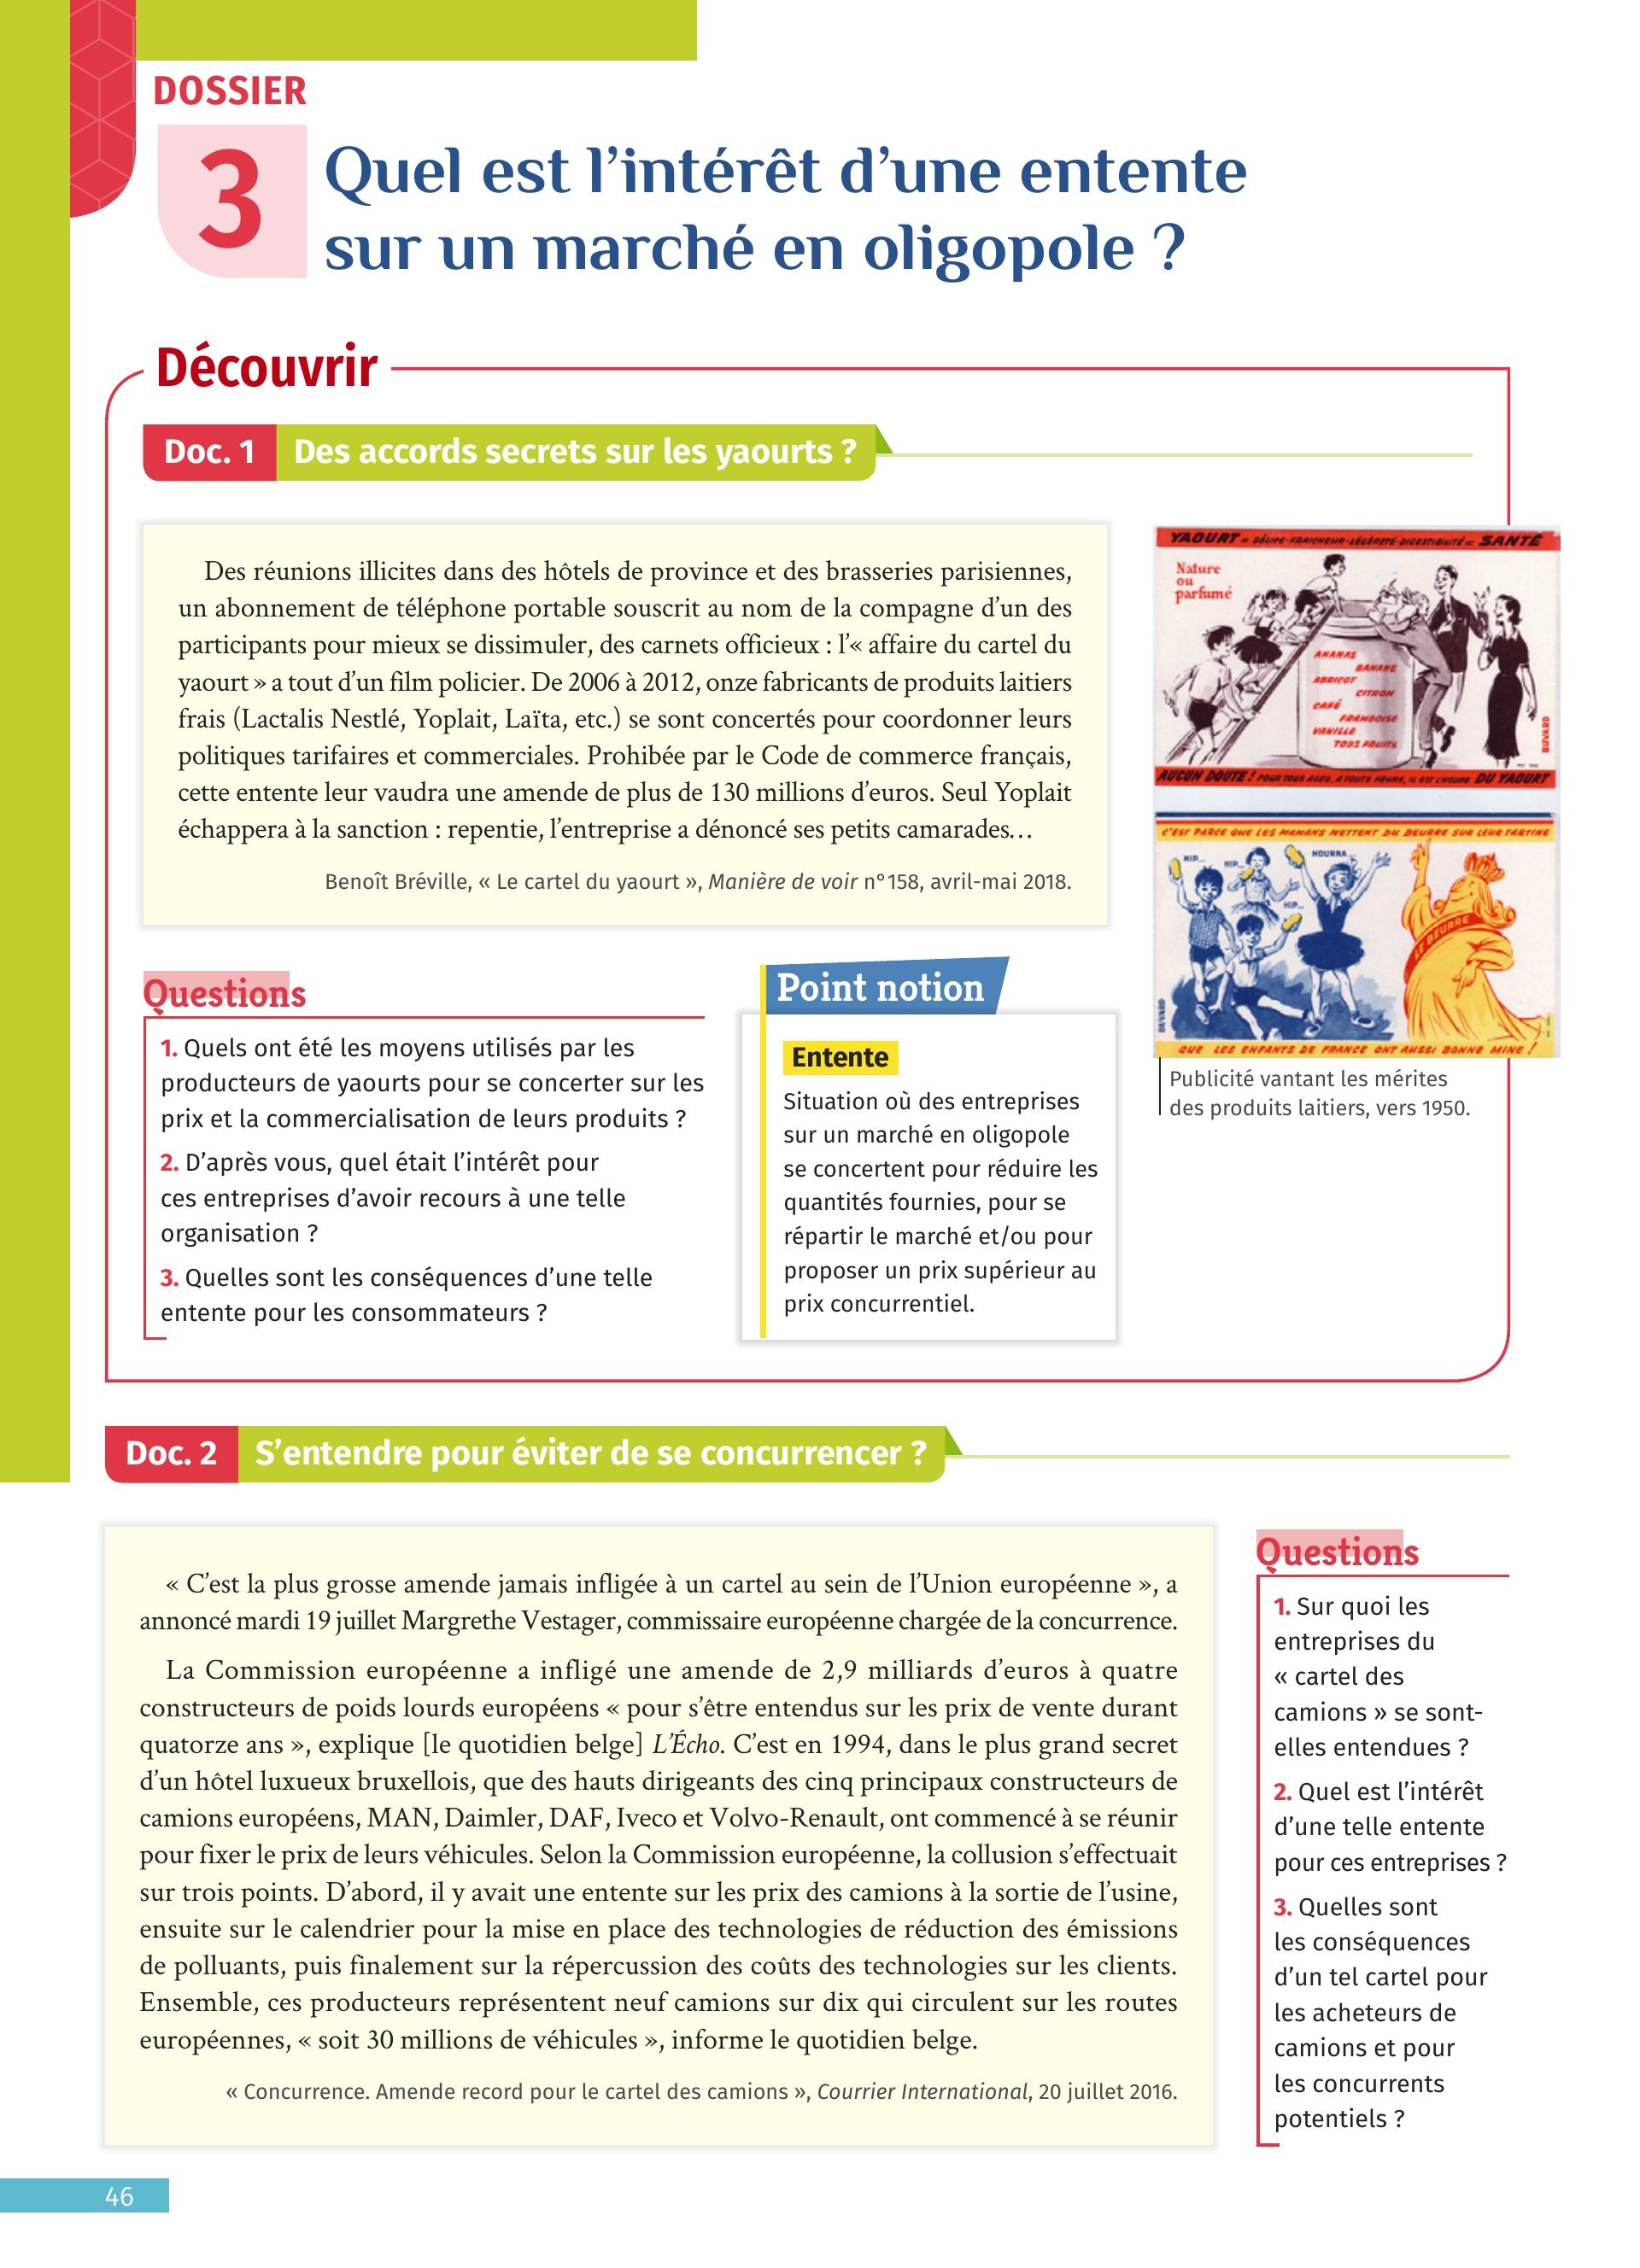 DOSSIER
3
Quel est l’intérêt d’une entente
sur un marché en oligopole ?
Découvrir
Doc. 1 Des accords secrets sur les yaourts ?
Des réunions illicites dans des hôtels de province et des brasseries parisiennes,
un abonnement de téléphone portable souscrit au nom de la compagne d’un des
participants pour mieux se dissimuler, des carnets officieux : l’« affaire du cartel du
yaourt » a tout d’un film policier. De 2006 à 2012, onze fabricants de produits laitiers
frais (Lactalis Nestlé, Yoplait, Laïta, etc.) se sont concertés pour coordonner leurs
politiques tarifaires et commerciales. Prohibée par le Code de commerce français,
cette entente leur vaudra une amende de plus de 130 millions d’euros. Seul Yoplait
échappera à la sanction : repentie, l’entreprise a dénoncé ses petits camarades…
Benoît Bréville, « Le cartel du yaourt », Manière de voir n°158, avril-mai 2018.
YAOURT = DÉLICE-FRAICHEUR-LÉGÈRETÉ-DIGESTIBILITÉ = SANTÉ
Nature
ou
parfumé
ANANAS
BANANE
ABRICOT
CITRON
CAFÉ
FRAMBOISE
VANILLE
TOUS FRUITS
BUVARD
AUCUN DOUTE ! POUR TOUS AGES, A TOUTE HEURE, IL EST L'HEURE DU YAOURT
C'EST PARCE QUE LES MAMANS METTENT DU BEURRE SUR LEUR TARTINE
HIP...
HIP...
HOURRA...
HIP...
LE BEURRE
BUVARD
QUE LES ENFANTS DE FRANCE ONT AUSSI BONNE MINE !
Publicité vantant les mérites
des produits laitiers, vers 1950.
Questions
1. Quels ont été les moyens utilisés par les
producteurs de yaourts pour se concerter sur les
prix et la commercialisation de leurs produits ?
2. D’après vous, quel était l’intérêt pour
ces entreprises d’avoir recours à une telle
organisation ?
3. Quelles sont les conséquences d’une telle
entente pour les consommateurs ?
Point notion
Entente
Situation où des entreprises
sur un marché en oligopole
se concertent pour réduire les
quantités fournies, pour se
répartir le marché et/ou pour
proposer un prix supérieur au
prix concurrentiel.
Doc. 2 S’entendre pour éviter de se concurrencer ?
« C’est la plus grosse amende jamais infligée à un cartel au sein de l’Union européenne », a
annoncé mardi 19 juillet Margrethe Vestager, commissaire européenne chargée de la concurrence.
La Commission européenne a infligé une amende de 2,9 milliards d’euros à quatre
constructeurs de poids lourds européens « pour s’être entendus sur les prix de vente durant
quatorze ans », explique [le quotidien belge] L’Écho. C’est en 1994, dans le plus grand secret
d’un hôtel luxueux bruxellois, que des hauts dirigeants des cinq principaux constructeurs de
camions européens, MAN, Daimler, DAF, Iveco et Volvo-Renault, ont commencé à se réunir
pour fixer le prix de leurs véhicules. Selon la Commission européenne, la collusion s’effectuait
sur trois points. D’abord, il y avait une entente sur les prix des camions à la sortie de l’usine,
ensuite sur le calendrier pour la mise en place des technologies de réduction des émissions
de polluants, puis finalement sur la répercussion des coûts des technologies sur les clients.
Ensemble, ces producteurs représentent neuf camions sur dix qui circulent sur les routes
européennes, « soit 30 millions de véhicules », informe le quotidien belge.
« Concurrence. Amende record pour le cartel des camions », Courrier International, 20 juillet 2016.
Questions
1. Sur quoi les
entreprises du
« cartel des
camions » se sont-
elles entendues ?
2. Quel est l’intérêt
d’une telle entente
pour ces entreprises ?
3. Quelles sont
les conséquences
d’un tel cartel pour
les acheteurs de
camions et pour
les concurrents
potentiels ?
46